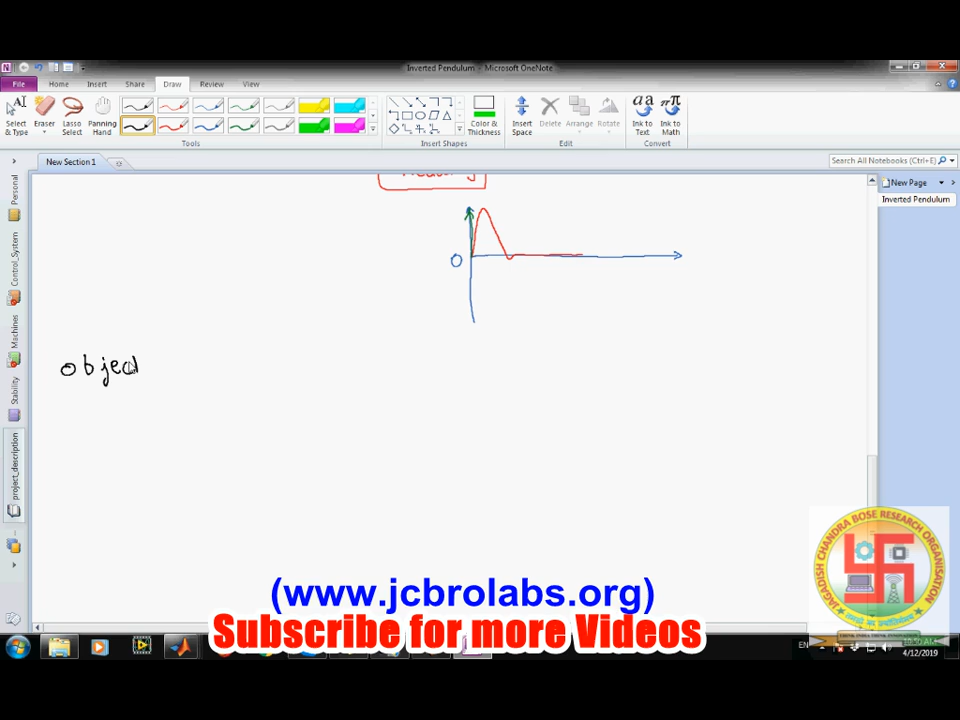 Inverted Pendulum - Microsoft OneNote
File Home Insert Share Draw Review View
Select & Type Eraser Lasso Select Panning Hand Color & Thickness Insert Space Delete Arrange Rotate Ink to Text Ink to Math
Tools Insert Shapes Edit Convert
New Section 1 Search All Notebooks (Ctrl+E)
New Page
Inverted Pendulum
Personal
Control_System
Machines
Stability
project_description
0
objec
JAGADISH CHANDRA BOSE RESEARCH ORGANISATION
(www.jcbrolabs.org)
Subscribe for more Videos
EN
4/12/2019